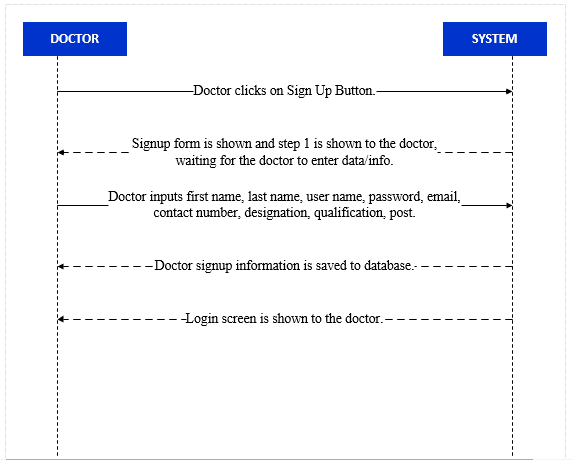 DOCTOR
SYSTEM
Doctor clicks on Sign Up Button.
Signup form is shown and step 1 is shown to the doctor,
waiting for the doctor to enter data/info.
Doctor inputs first name, last name, user name, password, email,
contact number, designation, qualification, post.
Doctor signup information is saved to database.
Login screen is shown to the doctor.